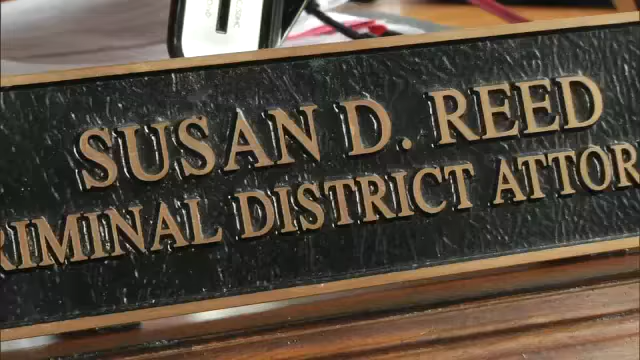 SUSAN D. REED
RIMINAL DISTRICT ATTOR